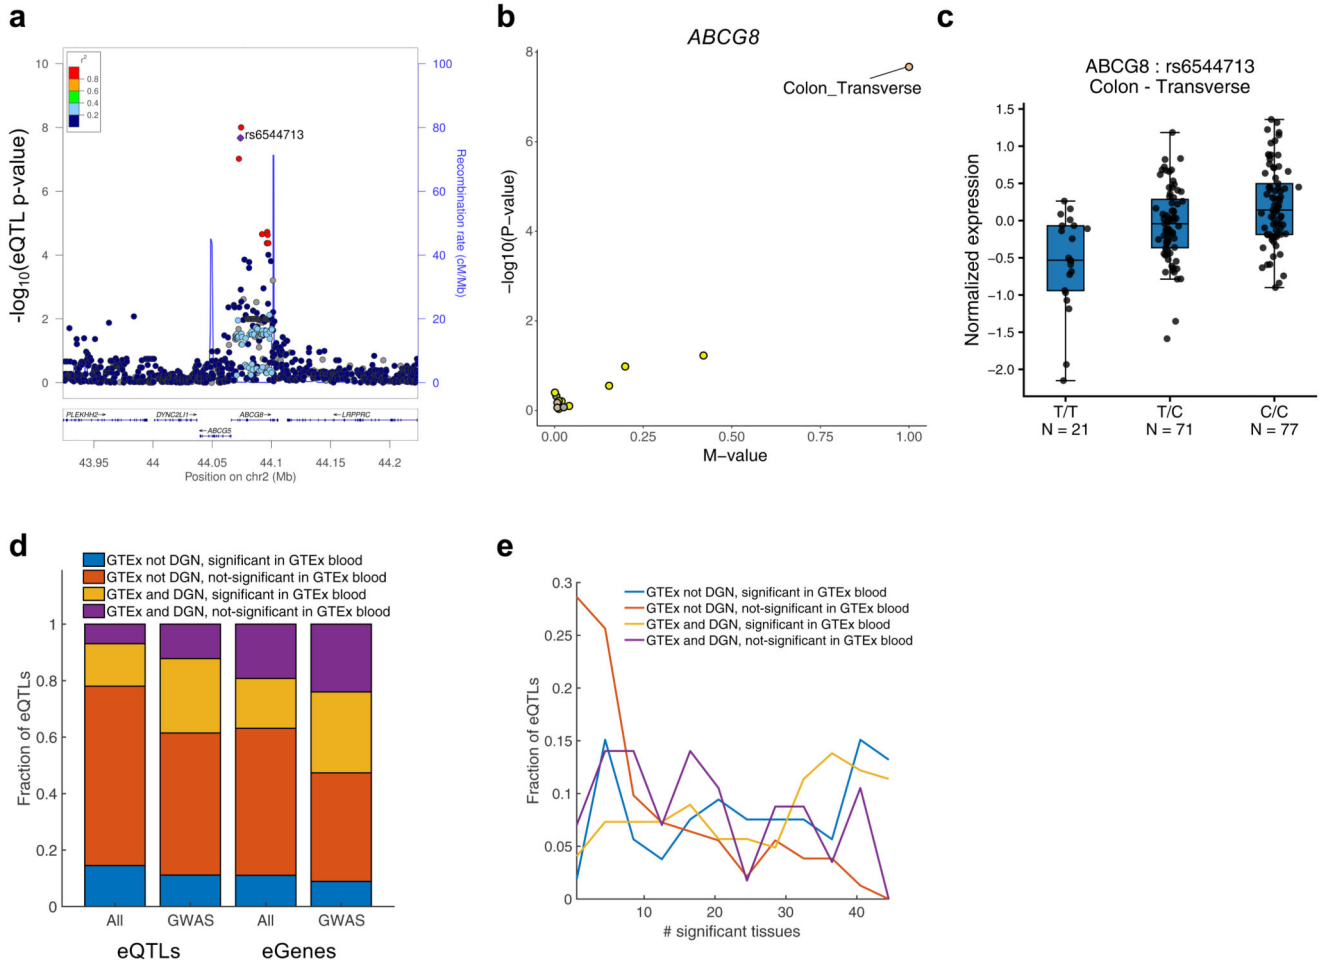 a
-log10(eQTL p-value)
10
8
6
4
2
0
r²
0.8
0.6
0.4
0.2
rs6544713
100
80
60
40
20
0
Recombination rate (cM/Mb)
PLEKHH2→
DYNC2LI1→
ABCG8→
←LRPPRC
←ABCG5
43.95
44
44.05
44.1
44.15
44.2
Position on chr2 (Mb)
b
ABCG8
−log10(P−value)
8
6
4
2
0
Colon_Transverse
0.00
0.25
0.50
0.75
1.00
M−value
c
ABCG8 : rs6544713
Colon - Transverse
Normalized expression
1.5
1.0
0.5
0.0
−0.5
−1.0
−1.5
−2.0
T/T
N = 21
T/C
N = 71
C/C
N = 77
d
GTEx not DGN, significant in GTEx blood
GTEx not DGN, not-significant in GTEx blood
GTEx and DGN, significant in GTEx blood
GTEx and DGN, not-significant in GTEx blood
Fraction of eQTLs
1
0.8
0.6
0.4
0.2
0
All
GWAS
All
GWAS
eQTLs
eGenes
e
GTEx not DGN, significant in GTEx blood
GTEx not DGN, not-significant in GTEx blood
GTEx and DGN, significant in GTEx blood
GTEx and DGN, not-significant in GTEx blood
Fraction of eQTLs
0.3
0.25
0.2
0.15
0.1
0.05
0
10
20
30
40
# significant tissues